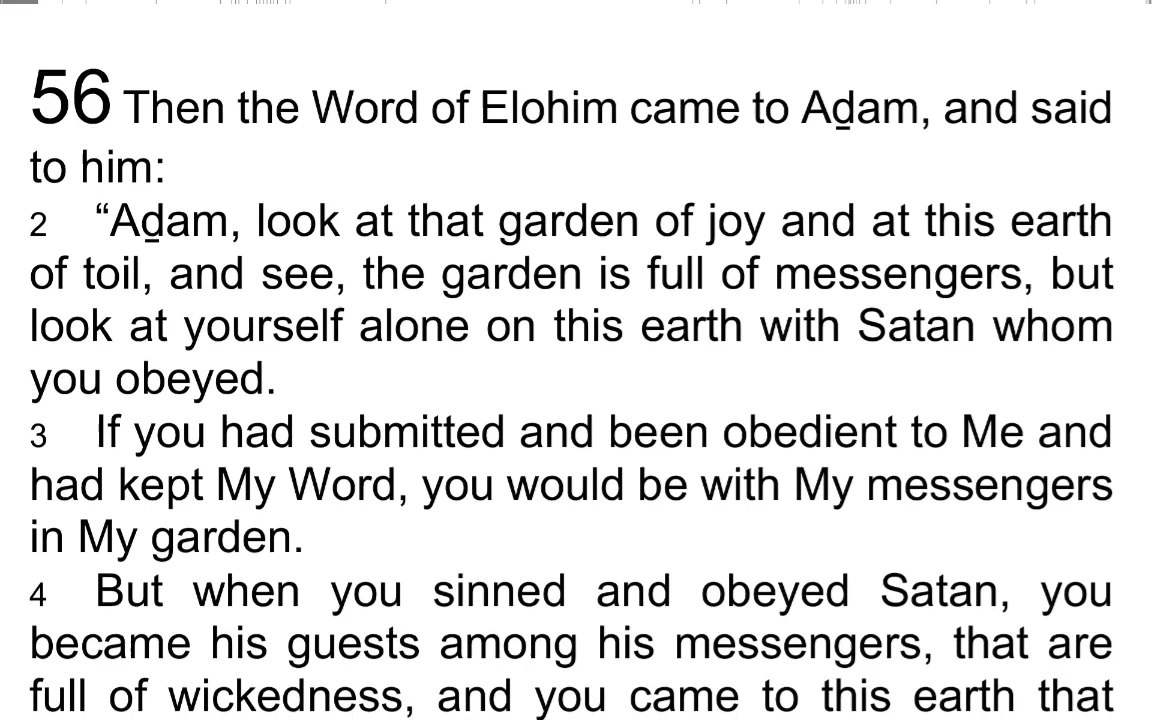 56 Then the Word of Elohim came to Aḏam, and said
to him:
2 “Aḏam, look at that garden of joy and at this earth
of toil, and see, the garden is full of messengers, but
look at yourself alone on this earth with Satan whom
you obeyed.
3 If you had submitted and been obedient to Me and
had kept My Word, you would be with My messengers
in My garden.
4 But when you sinned and obeyed Satan, you
became his guests among his messengers, that are
full of wickedness, and you came to this earth that